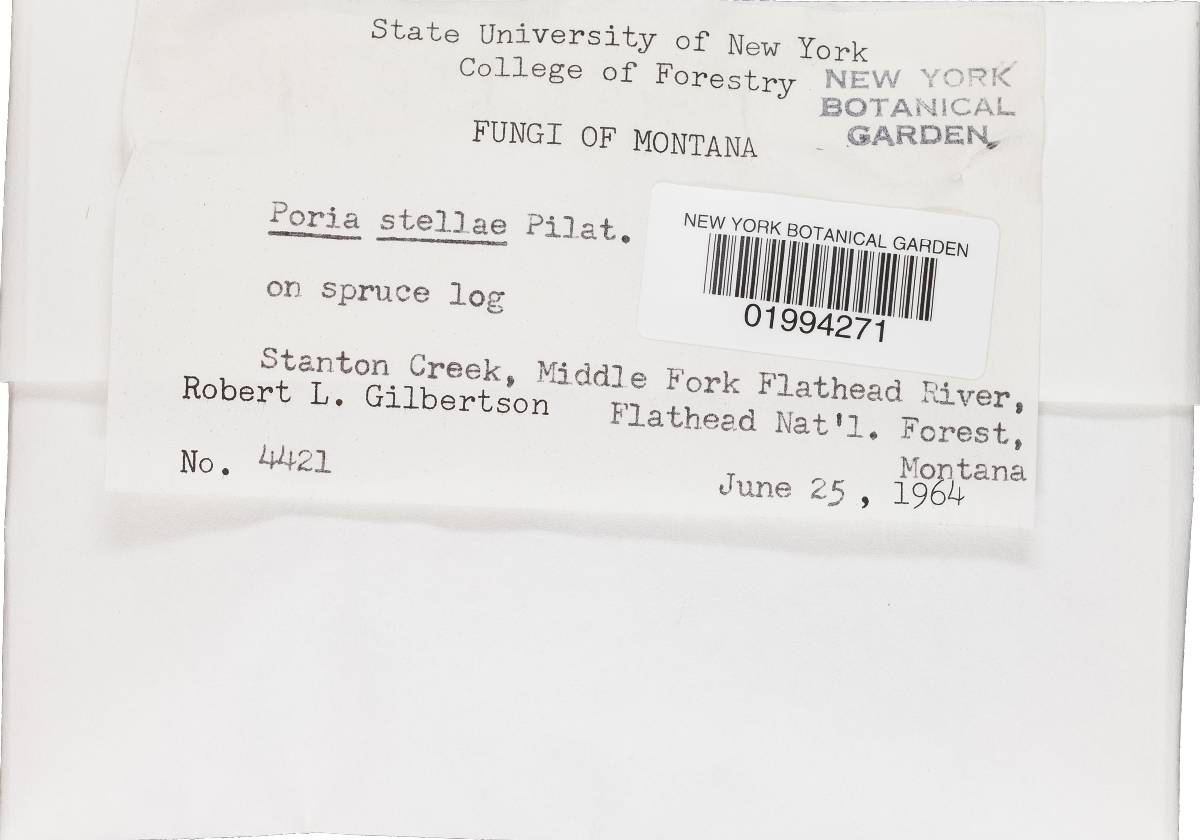 State University of New York
College of Forestry
NEW YORK
BOTANICAL
GARDEN
FUNGI OF MONTANA
Poria stellae Pilat.
NEW YORK BOTANICAL GARDEN
01994271
on spruce log
Stanton Creek, Middle Fork Flathead River,
Robert L. Gilbertson Flathead Nat'l. Forest,
Montana
No. 4421
June 25, 1964